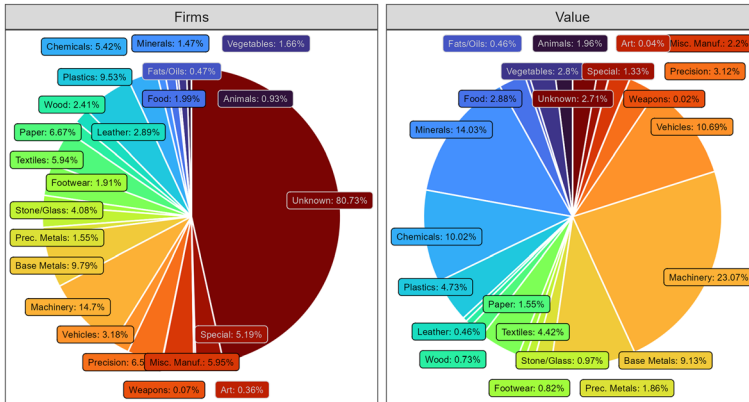 Firms
Chemicals: 5.42%
Minerals: 1.47%
Vegetables: 1.66%
Plastics: 9.53%
Fats/Oils: 0.47%
Wood: 2.41%
Food: 1.99%
Animals: 0.93%
Paper: 6.67%
Leather: 2.89%
Textiles: 5.94%
Footwear: 1.91%
Unknown: 80.73%
Stone/Glass: 4.08%
Prec. Metals: 1.55%
Base Metals: 9.79%
Machinery: 14.7%
Vehicles: 3.18%
Special: 5.19%
Precision: 6.5
Misc. Manuf.: 5.95%
Weapons: 0.07%
Art: 0.36%
Value
Fats/Oils: 0.46%
Animals: 1.96%
Art: 0.04%
Misc. Manuf.: 2.2%
Vegetables: 2.8%
Special: 1.33%
Precision: 3.12%
Food: 2.88%
Unknown: 2.71%
Weapons: 0.02%
Minerals: 14.03%
Vehicles: 10.69%
Chemicals: 10.02%
Machinery: 23.07%
Plastics: 4.73%
Paper: 1.55%
Leather: 0.46%
Textiles: 4.42%
Wood: 0.73%
Stone/Glass: 0.97%
Base Metals: 9.13%
Footwear: 0.82%
Prec. Metals: 1.86%